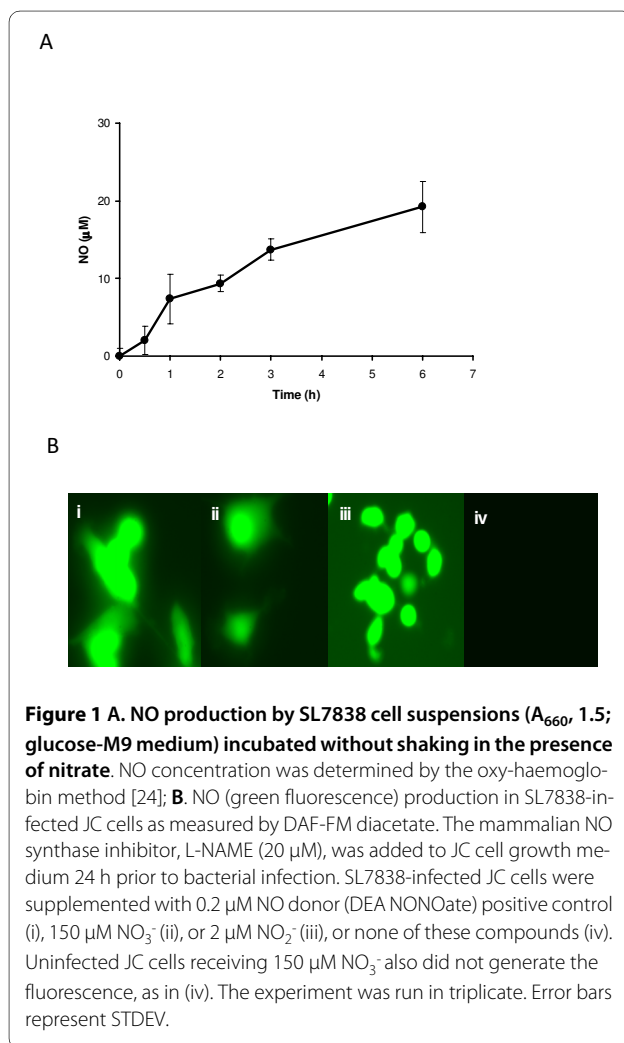 A
30
20
10
0
NO (µM)
0 1 2 3 4 5 6 7
Time (h)
B
i ii iii iv
Figure 1 A. NO production by SL7838 cell suspensions (A660, 1.5;
glucose-M9 medium) incubated without shaking in the presence
of nitrate. NO concentration was determined by the oxy-haemoglo-
bin method [24]; B. NO (green fluorescence) production in SL7838-in-
fected JC cells as measured by DAF-FM diacetate. The mammalian NO
synthase inhibitor, L-NAME (20 µM), was added to JC cell growth me-
dium 24 h prior to bacterial infection. SL7838-infected JC cells were
supplemented with 0.2 µM NO donor (DEA NONOate) positive control
(i), 150 µM NO3- (ii), or 2 µM NO2- (iii), or none of these compounds (iv).
Uninfected JC cells receiving 150 µM NO3- also did not generate the
fluorescence, as in (iv). The experiment was run in triplicate. Error bars
represent STDEV.